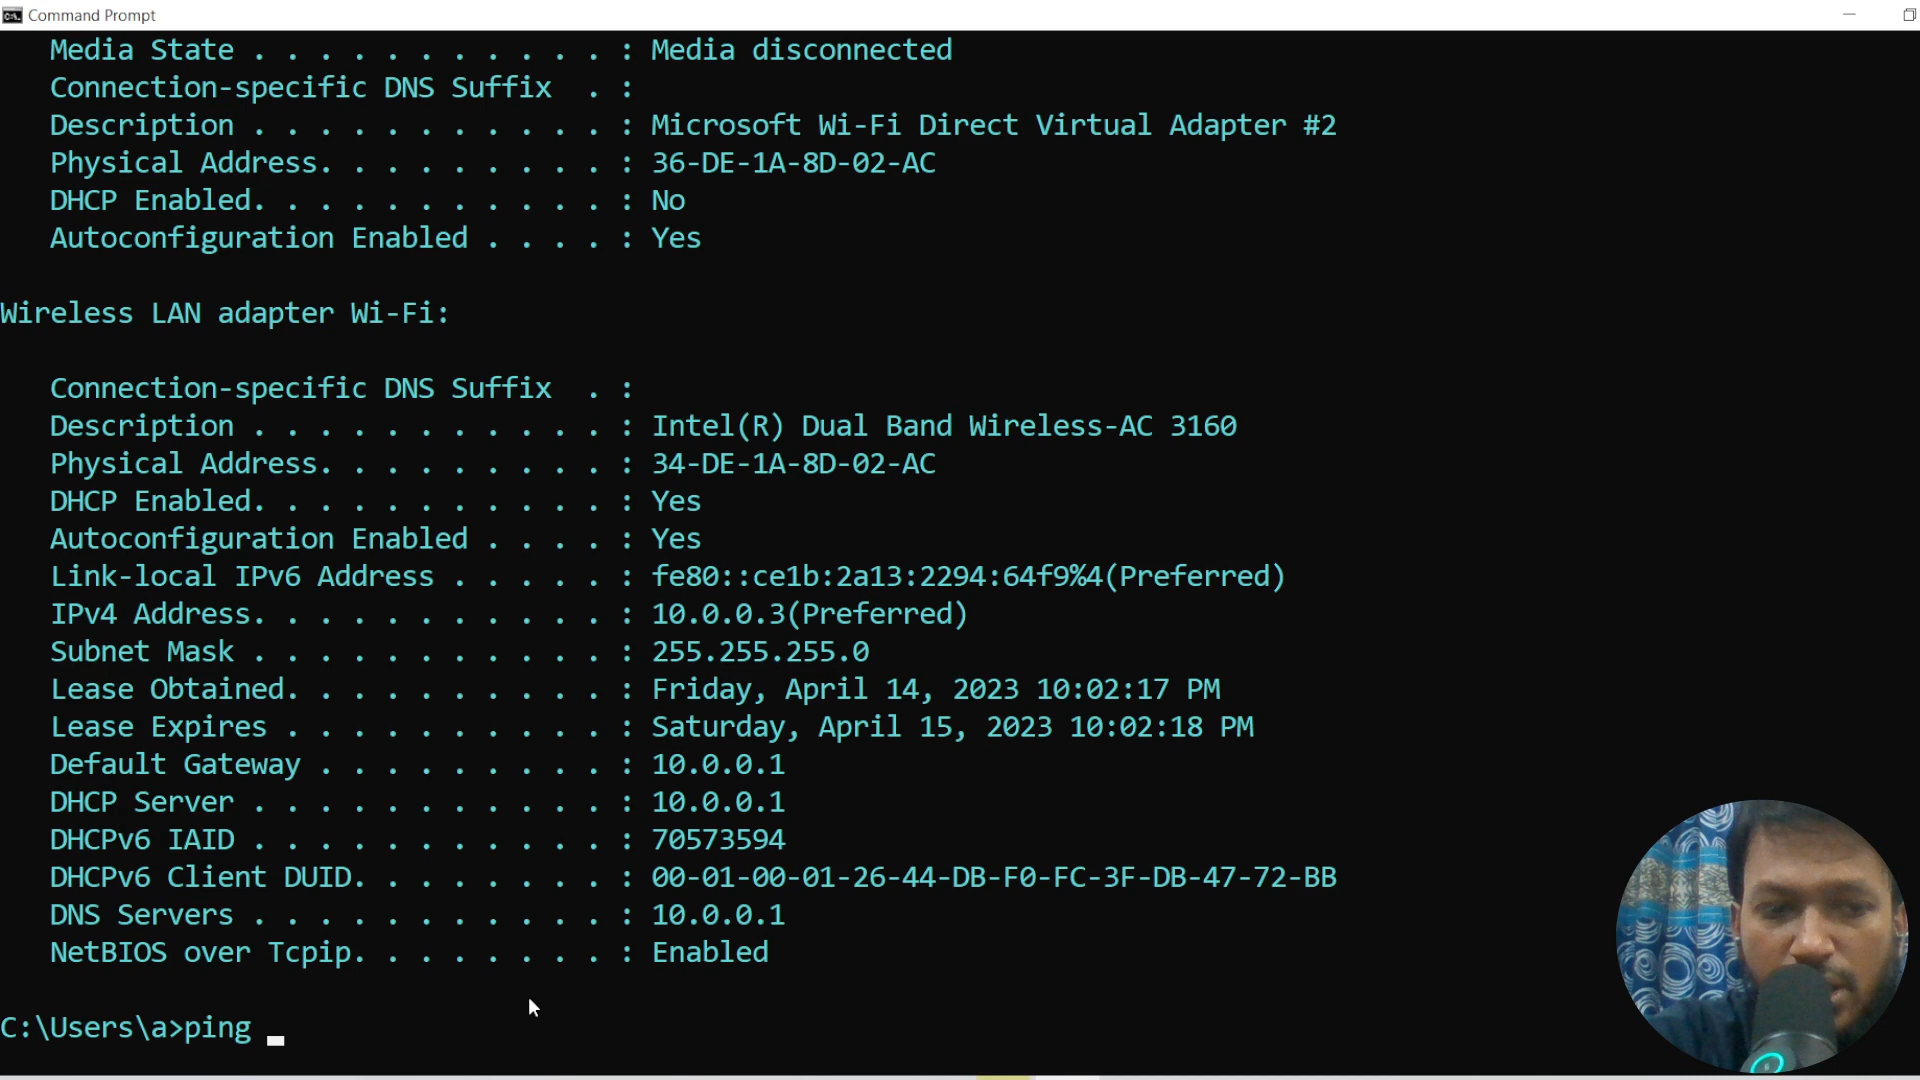 Command Prompt
Media State . . . . . . . . . . . : Media disconnected
Connection-specific DNS Suffix  . :
Description . . . . . . . . . . . : Microsoft Wi-Fi Direct Virtual Adapter #2
Physical Address. . . . . . . . . : 36-DE-1A-8D-02-AC
DHCP Enabled. . . . . . . . . . . : No
Autoconfiguration Enabled . . . . : Yes
Wireless LAN adapter Wi-Fi:
Connection-specific DNS Suffix  . :
Description . . . . . . . . . . . : Intel(R) Dual Band Wireless-AC 3160
Physical Address. . . . . . . . . : 34-DE-1A-8D-02-AC
DHCP Enabled. . . . . . . . . . . : Yes
Autoconfiguration Enabled . . . . : Yes
Link-local IPv6 Address . . . . . : fe80::ce1b:2a13:2294:64f9%4(Preferred)
IPv4 Address. . . . . . . . . . . : 10.0.0.3(Preferred)
Subnet Mask . . . . . . . . . . . : 255.255.255.0
Lease Obtained. . . . . . . . . . : Friday, April 14, 2023 10:02:17 PM
Lease Expires . . . . . . . . . . : Saturday, April 15, 2023 10:02:18 PM
Default Gateway . . . . . . . . . : 10.0.0.1
DHCP Server . . . . . . . . . . . : 10.0.0.1
DHCPv6 IAID . . . . . . . . . . . : 70573594
DHCPv6 Client DUID. . . . . . . . : 00-01-00-01-26-44-DB-F0-FC-3F-DB-47-72-BB
DNS Servers . . . . . . . . . . . : 10.0.0.1
NetBIOS over Tcpip. . . . . . . . : Enabled
C:\Users\a>ping _